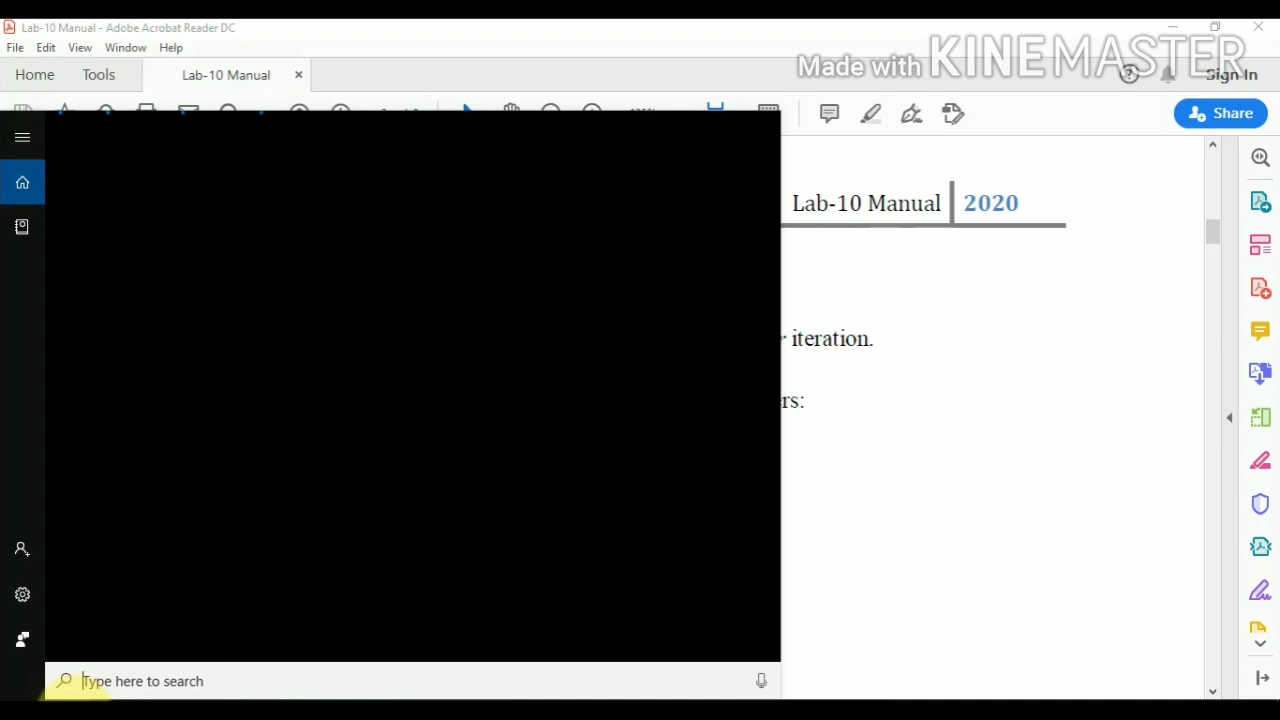 Lab-10 Manual - Adobe Acrobat Reader DC
File Edit View Window Help
Made with KINEMASTER
Home Tools Lab-10 Manual Sign In
Share
Lab-10 Manual 2020
iteration.
rs:
Type here to search